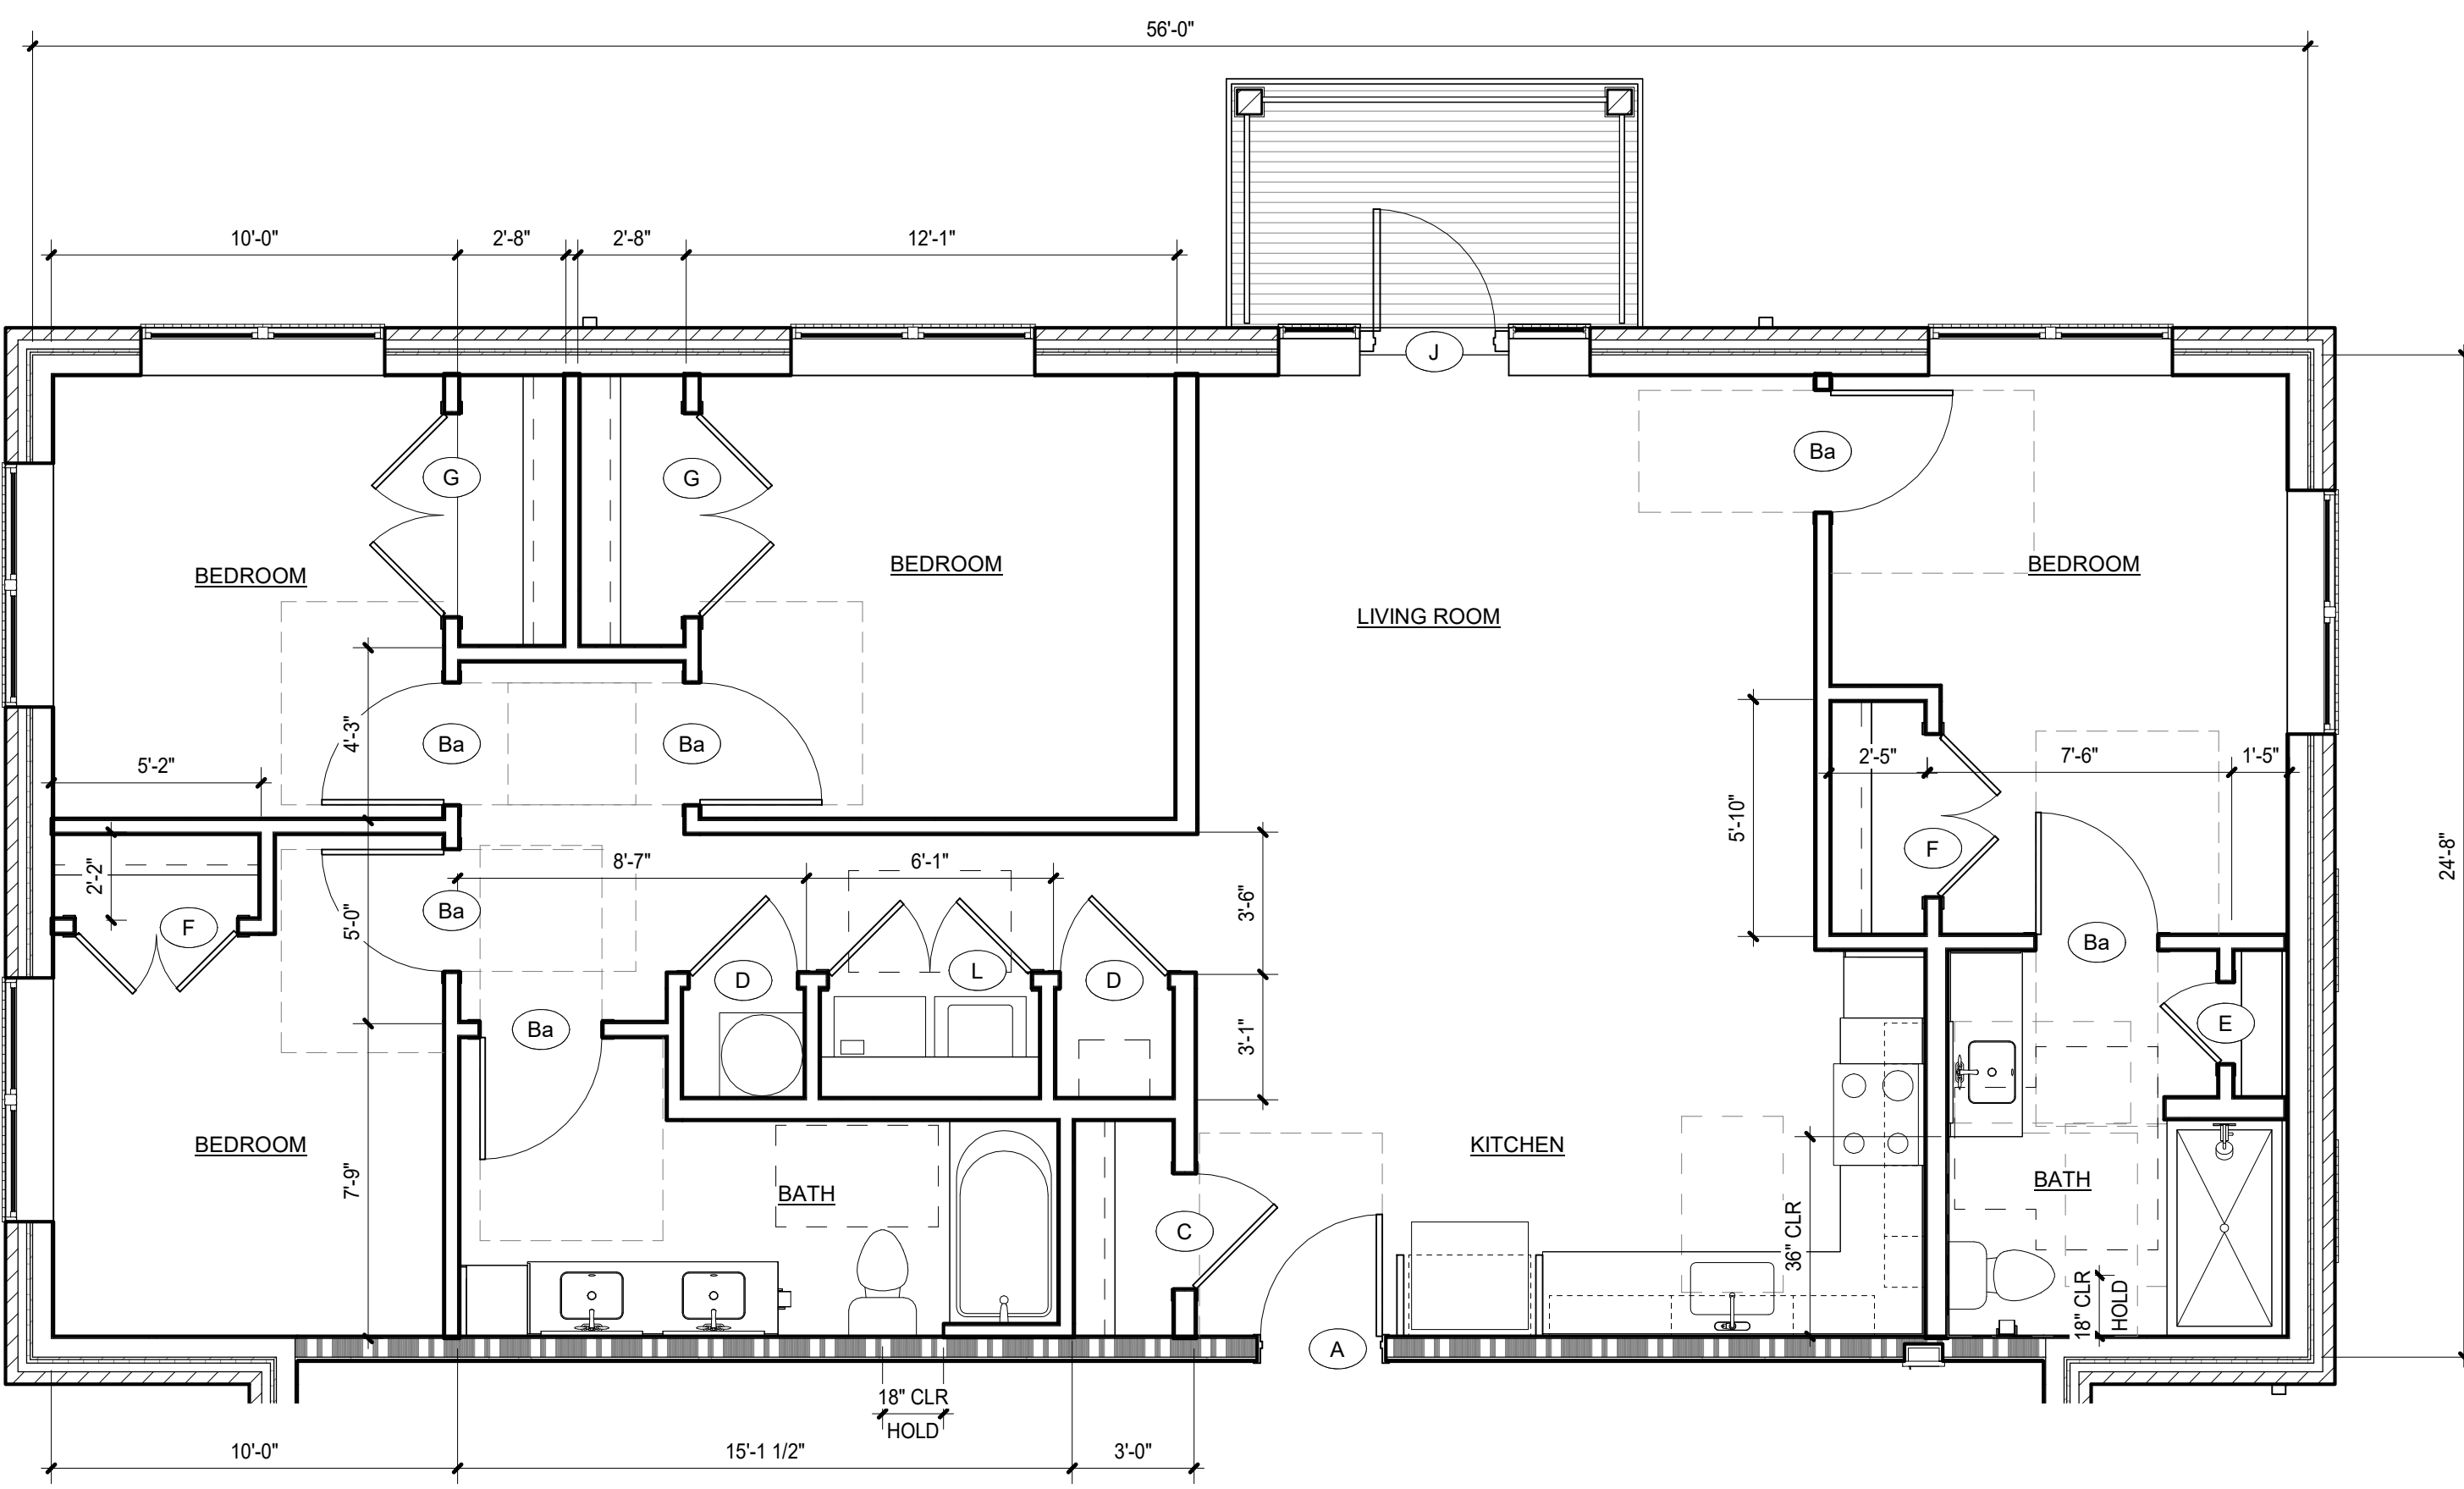 56'-0"
10'-0"
2'-8"
2'-8"
12'-1"
J
Ba
G
G
BEDROOM
BEDROOM
BEDROOM
LIVING ROOM
4'-3"
Ba
Ba
5'-2"
2'-5"
7'-6"
1'-5"
5'-10"
24'-8"
F
8'-7"
6'-1"
2'-2"
F
5'-0"
Ba
3'-6"
Ba
D
L
D
E
Ba
3'-1"
BEDROOM
KITCHEN
7'-9"
BATH
BATH
C
36" CLR
18" CLR
HOLD
A
18" CLR
HOLD
10'-0"
15'-1 1/2"
3'-0"